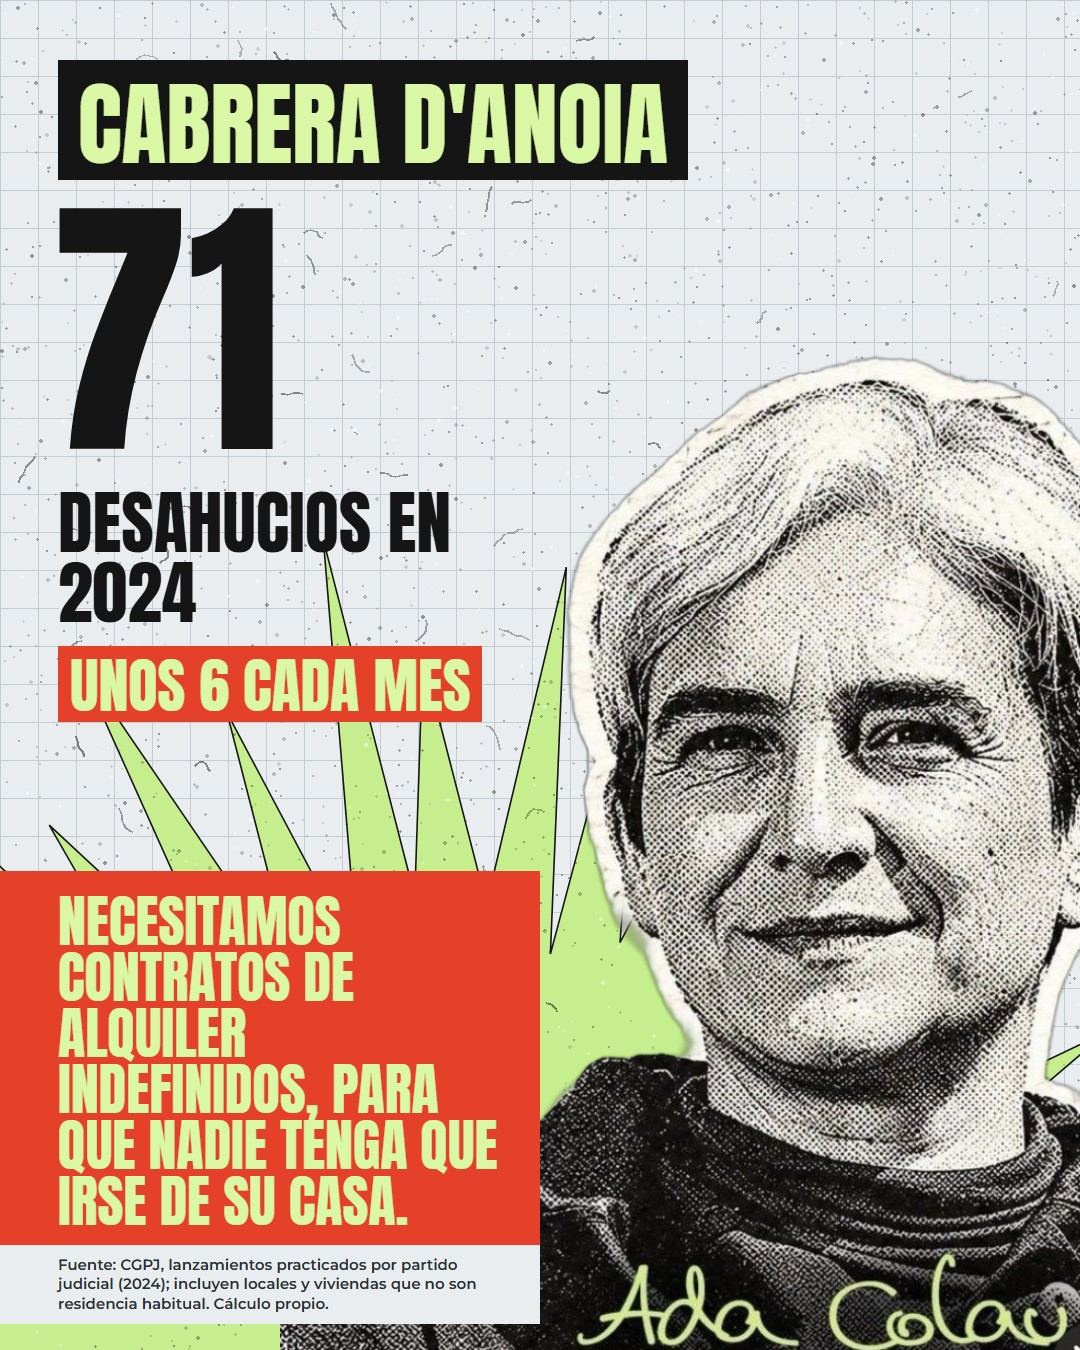 CABRERA D'ANOIA
71
DESAHUCIOS EN
2024
UNOS 6 CADA MES
NECESITAMOS
CONTRATOS DE
ALQUILER
INDEFINIDOS, PARA
QUE NADIE TENGA QUE
IRSE DE SU CASA.
Fuente: CGPJ, lanzamientos practicados por partido
judicial (2024); incluyen locales y viviendas que no son
residencia habitual. Cálculo propio.
Ada Colau